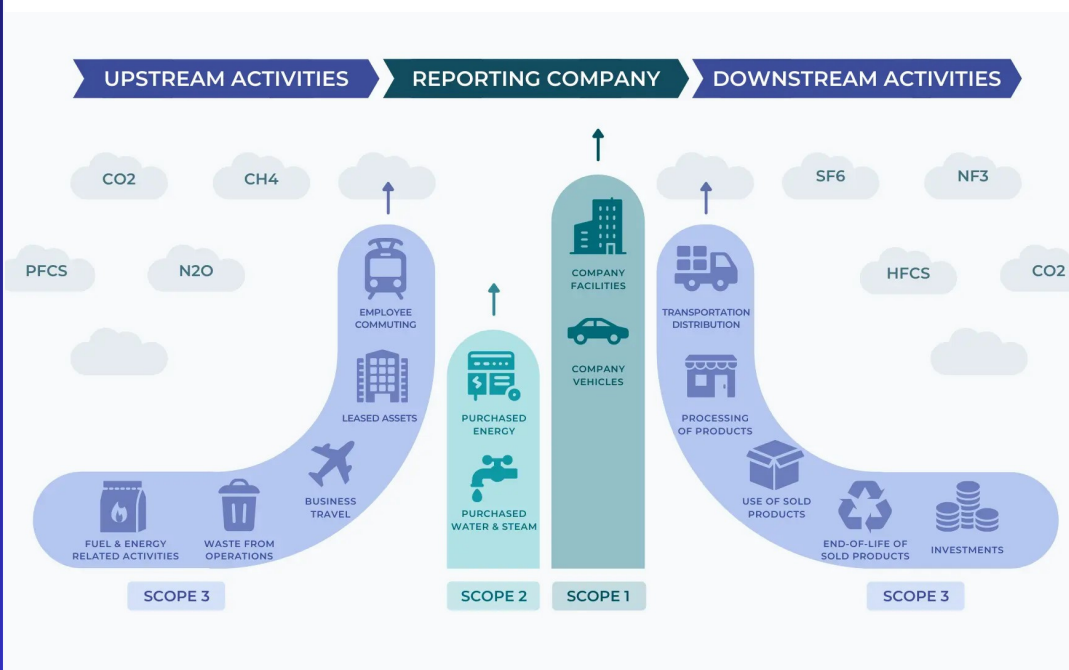 UPSTREAM ACTIVITIES
REPORTING COMPANY
DOWNSTREAM ACTIVITIES
CO2
CH4
SF6
NF3
PFCS
N2O
HFCS
CO2
EMPLOYEE
COMMUTING
LEASED ASSETS
BUSINESS
TRAVEL
WASTE FROM
OPERATIONS
FUEL & ENERGY
RELATED ACTIVITIES
SCOPE 3
PURCHASED
ENERGY
PURCHASED
WATER & STEAM
SCOPE 2
COMPANY
FACILITIES
COMPANY
VEHICLES
SCOPE 1
TRANSPORTATION
DISTRIBUTION
PROCESSING
OF PRODUCTS
USE OF SOLD
PRODUCTS
END-OF-LIFE OF
SOLD PRODUCTS
INVESTMENTS
SCOPE 3